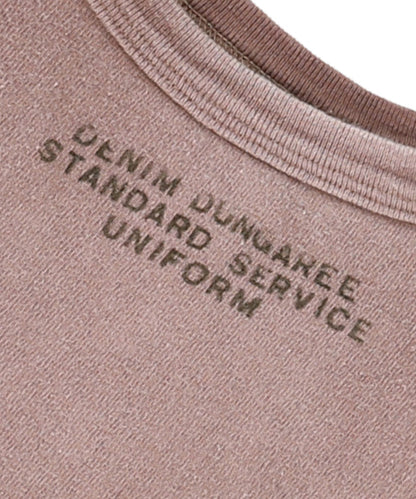 DENIM DUNGAREE
STANDARD SERVICE
UNIFORM